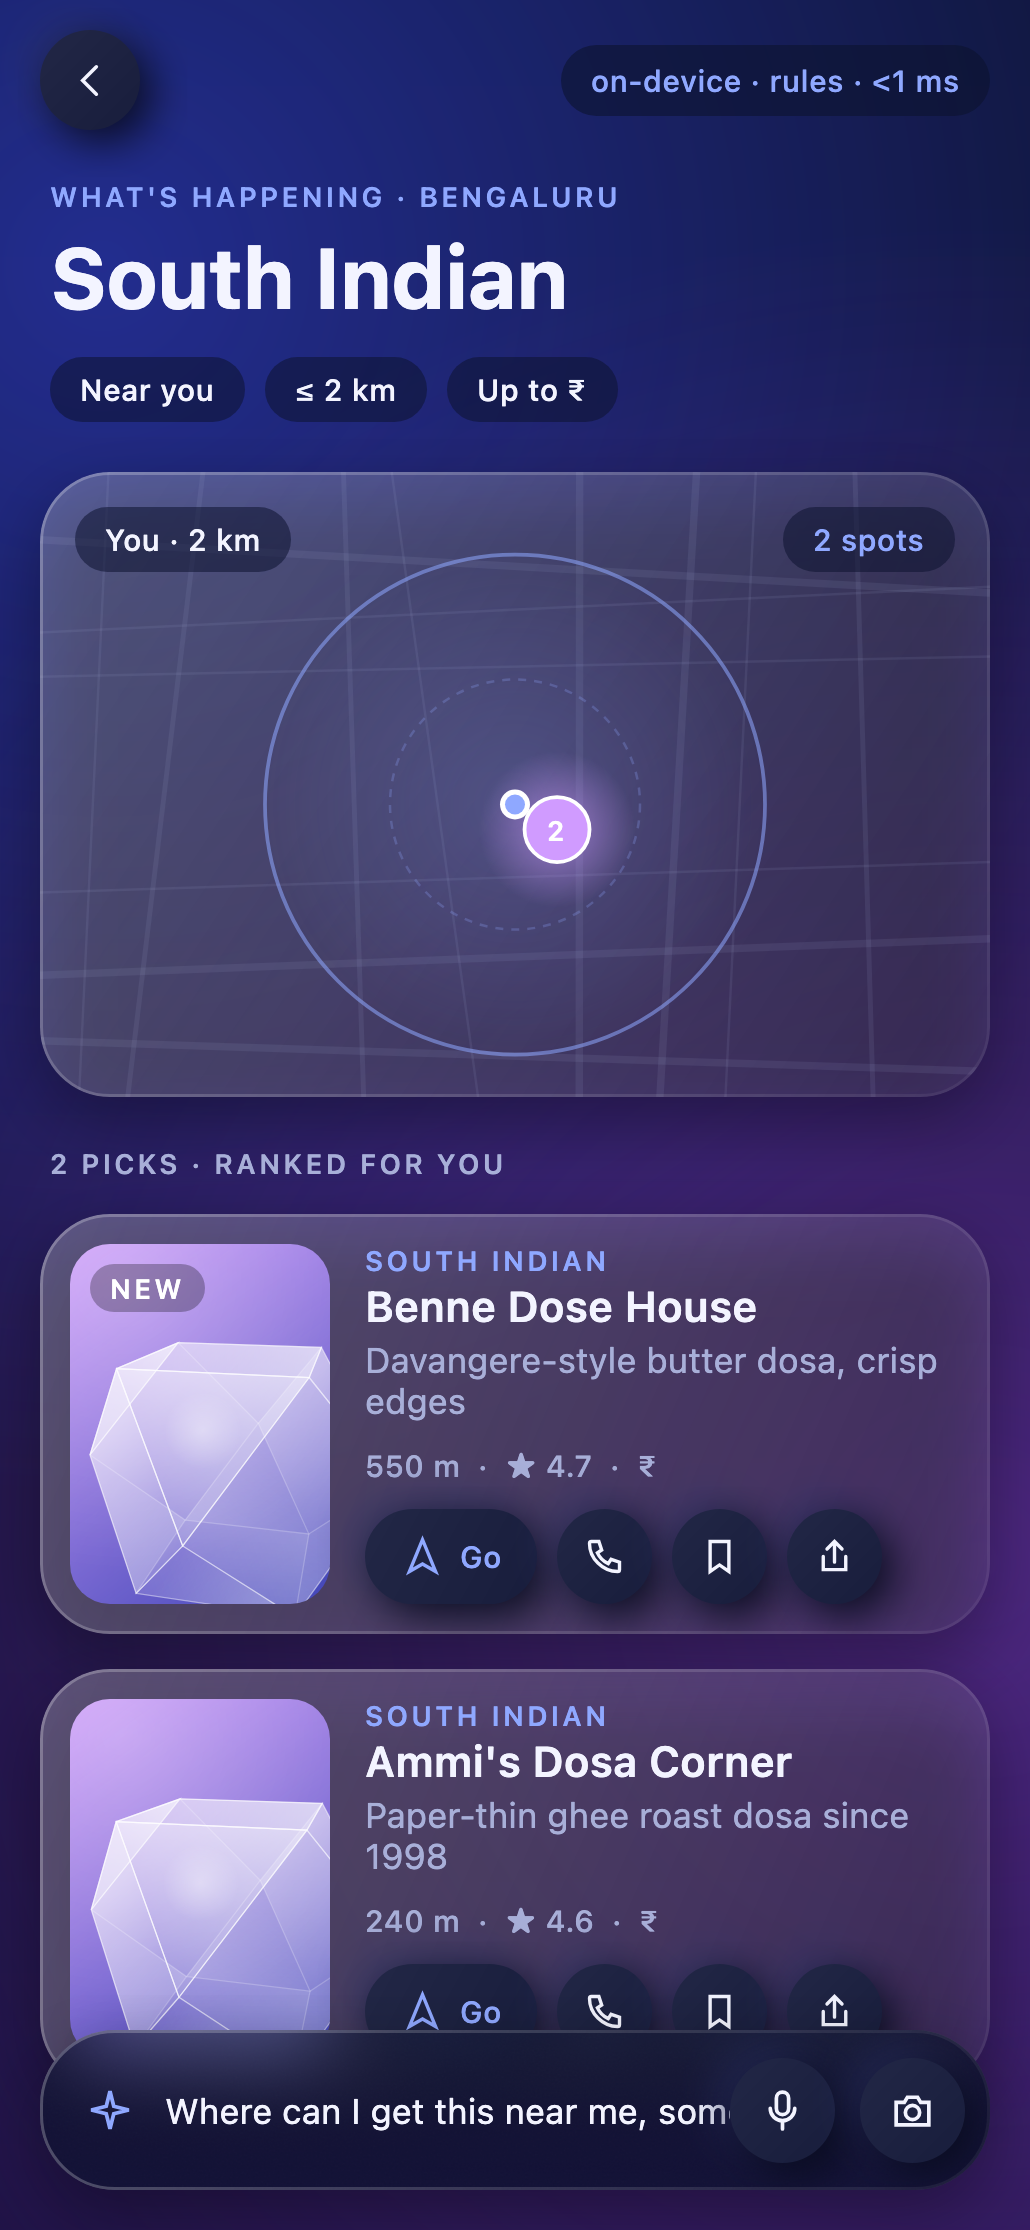 on-device · rules · <1 ms
WHAT'S HAPPENING · BENGALURU
South Indian
Near you
≤ 2 km
Up to ₹
You · 2 km
2 spots
2
2 PICKS · RANKED FOR YOU
NEW
SOUTH INDIAN
Benne Dose House
Davangere-style butter dosa, crisp
edges
550 m · ★ 4.7 · ₹
Go
SOUTH INDIAN
Ammi's Dosa Corner
Paper-thin ghee roast dosa since
1998
240 m · ★ 4.6 · ₹
Go
Where can I get this near me,